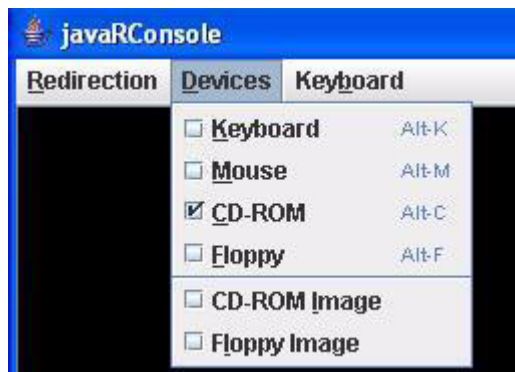 javaRConsole
Redirection Devices Keyboard
Keyboard Alt-K
Mouse Alt-M
CD-ROM Alt-C
Floppy Alt-F
CD-ROM Image
Floppy Image